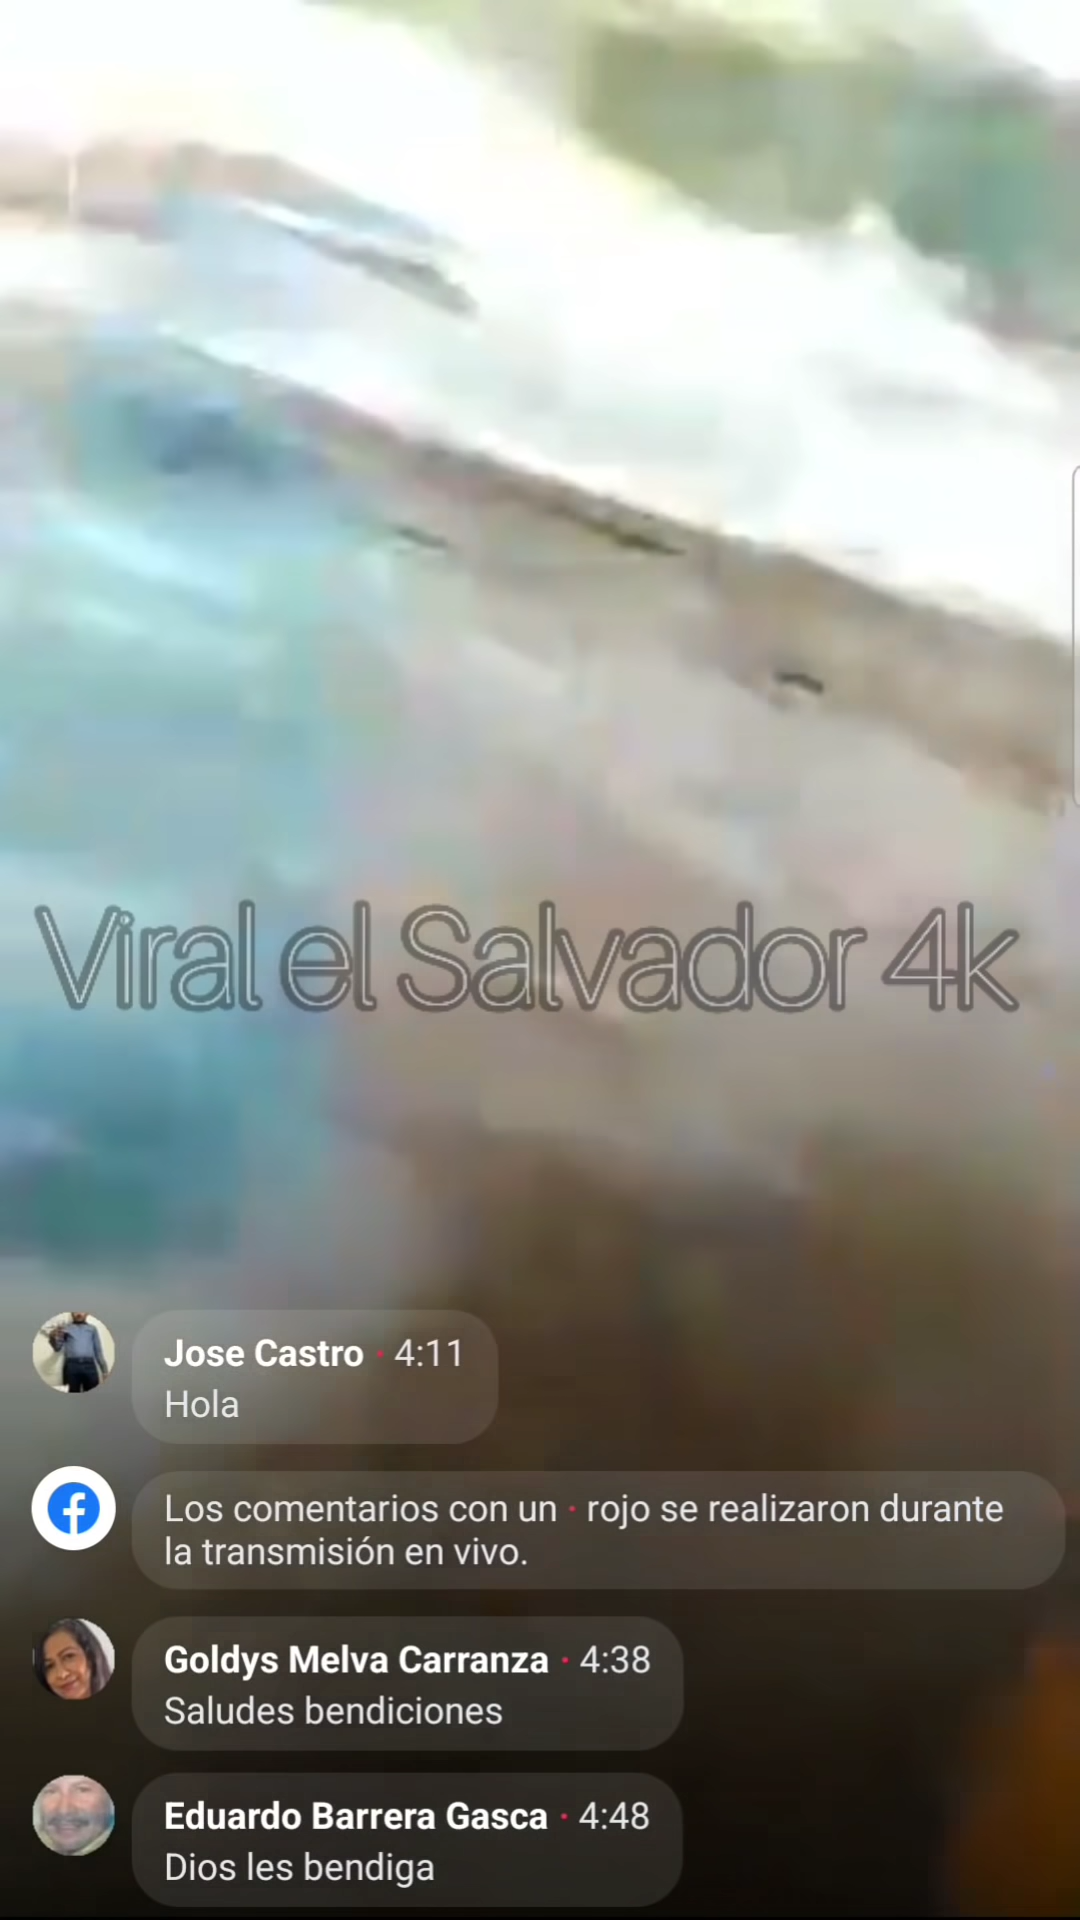 Viral el Salvador 4k
Jose Castro · 4:11
Hola
Los comentarios con un · rojo se realizaron durante
la transmisión en vivo.
Goldys Melva Carranza · 4:38
Saludes bendiciones
Eduardo Barrera Gasca · 4:48
Dios les bendiga